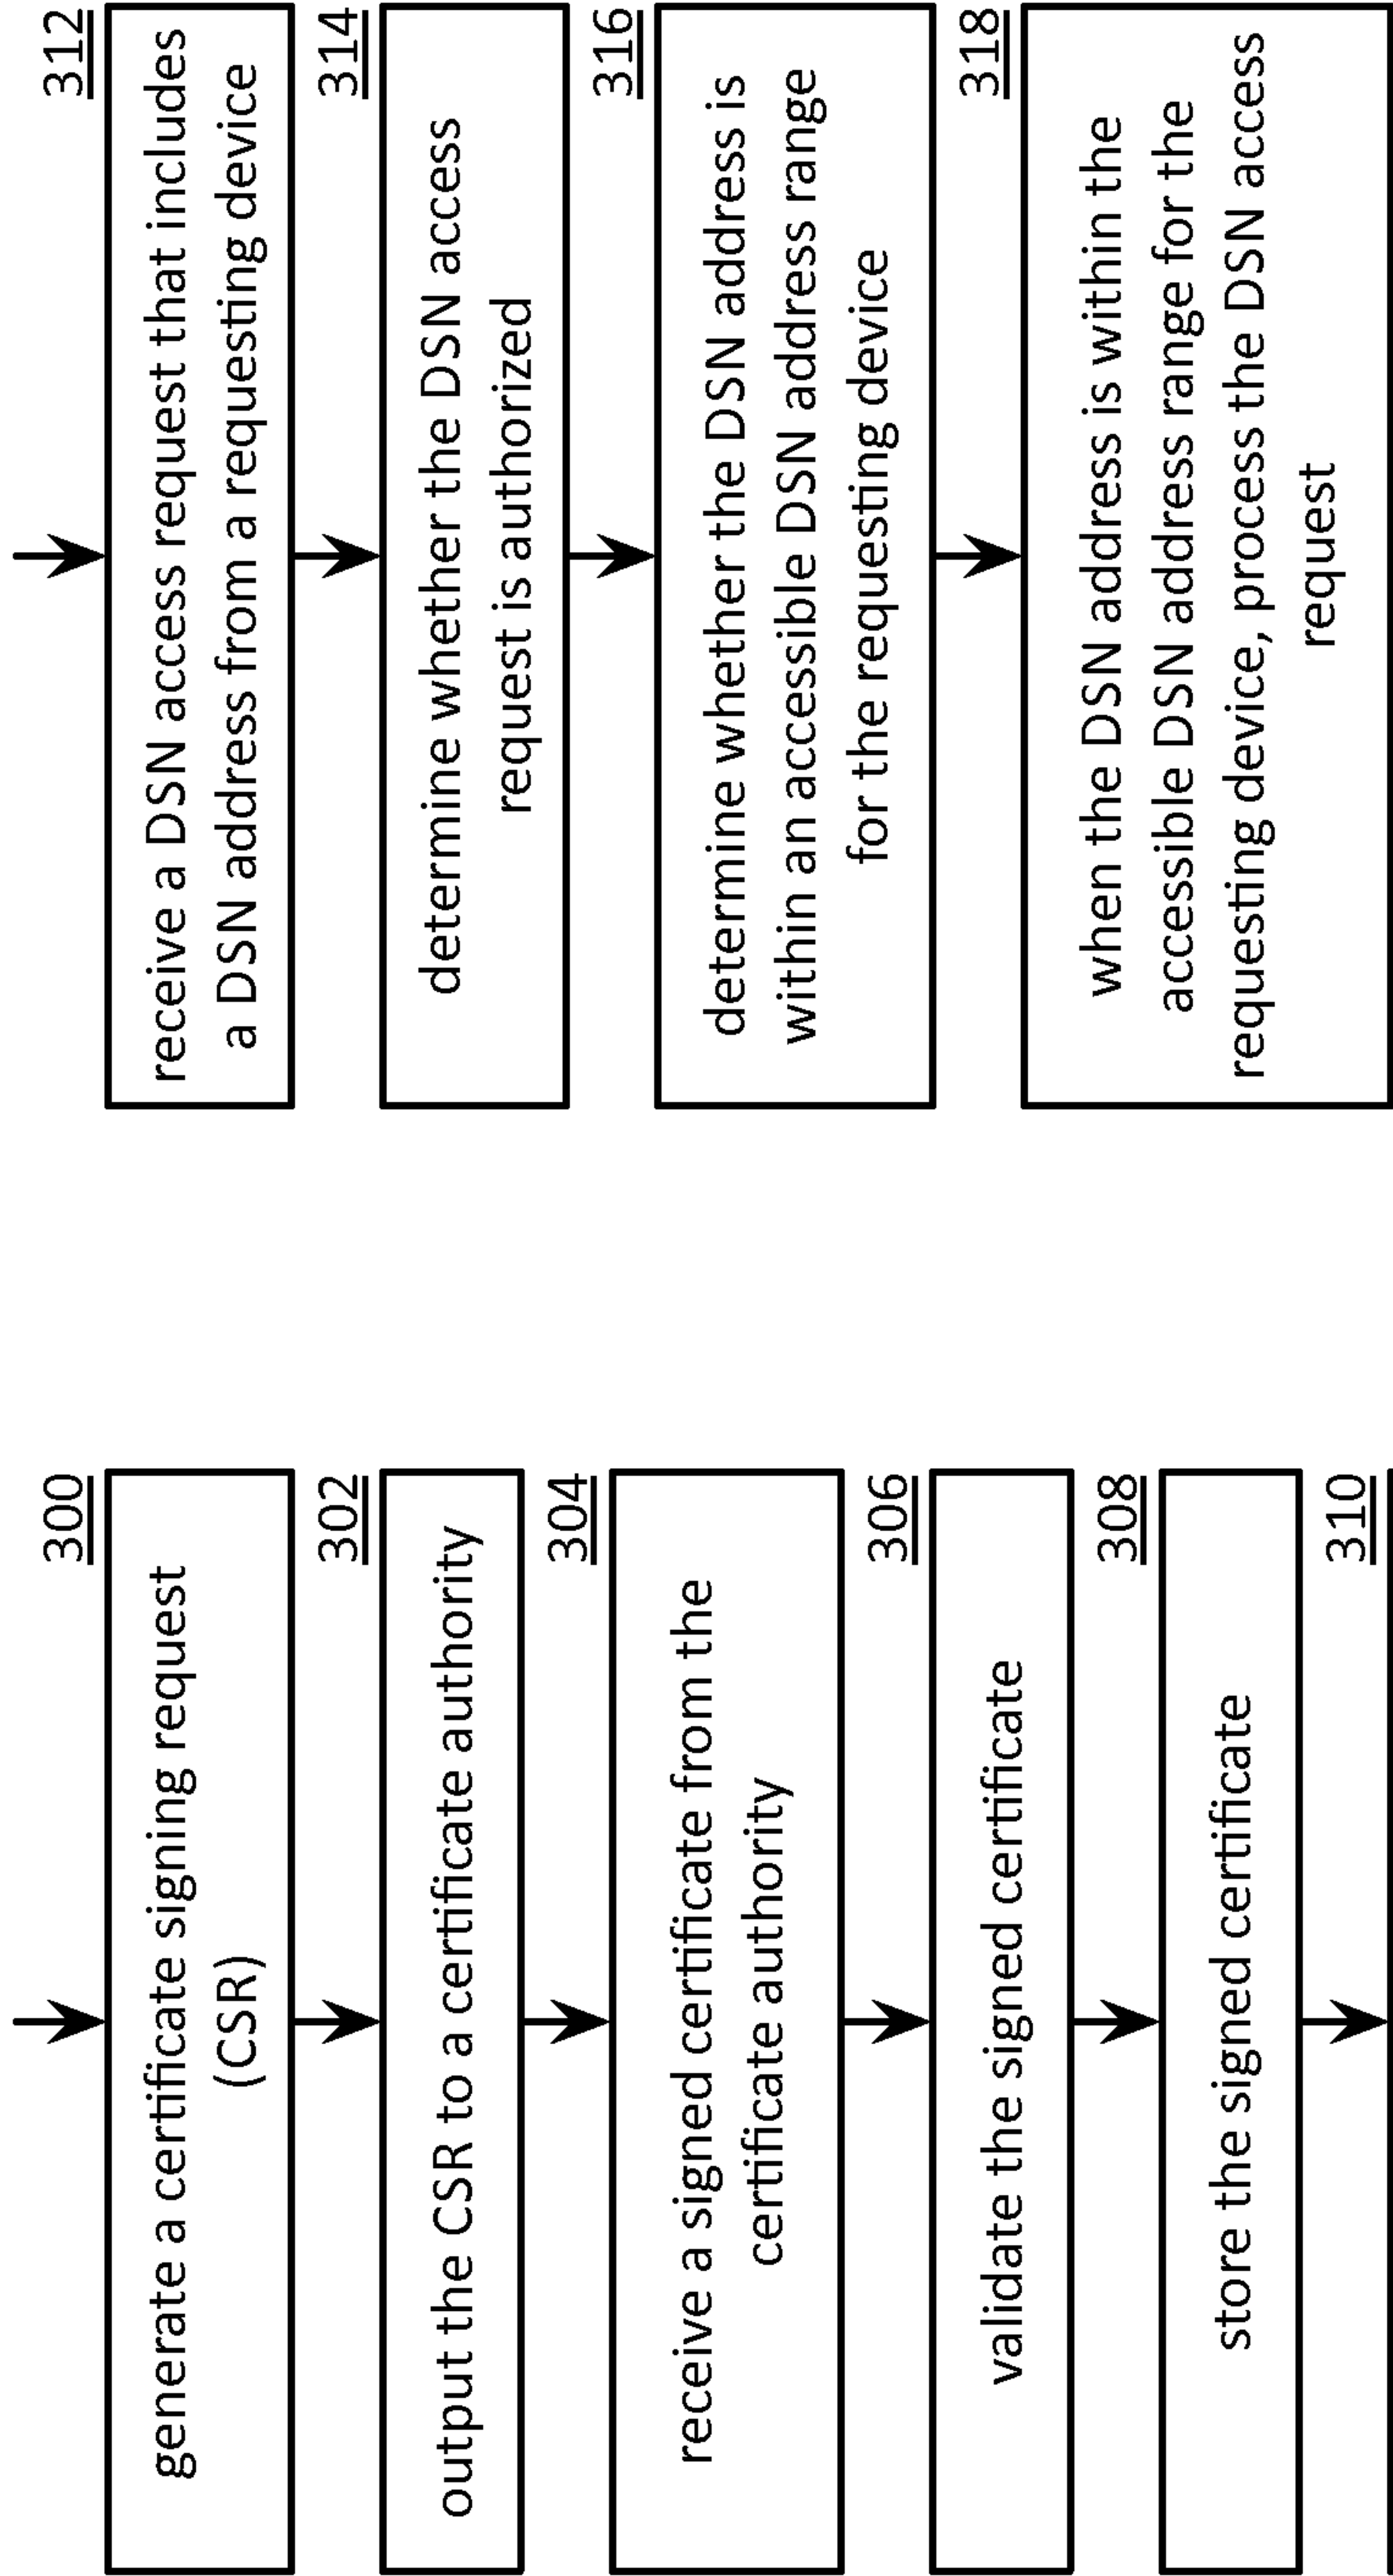 300
generate a certificate signing request
(CSR)
302
output the CSR to a certificate authority
304
receive a signed certificate from the
certificate authority
306
validate the signed certificate
308
store the signed certificate
310
312
receive a DSN access request that includes
a DSN address from a requesting device
314
determine whether the DSN access
request is authorized
316
determine whether the DSN address is
within an accessible DSN address range
for the requesting device
318
when the DSN address is within the
accessible DSN address range for the
requesting device, process the DSN access
request